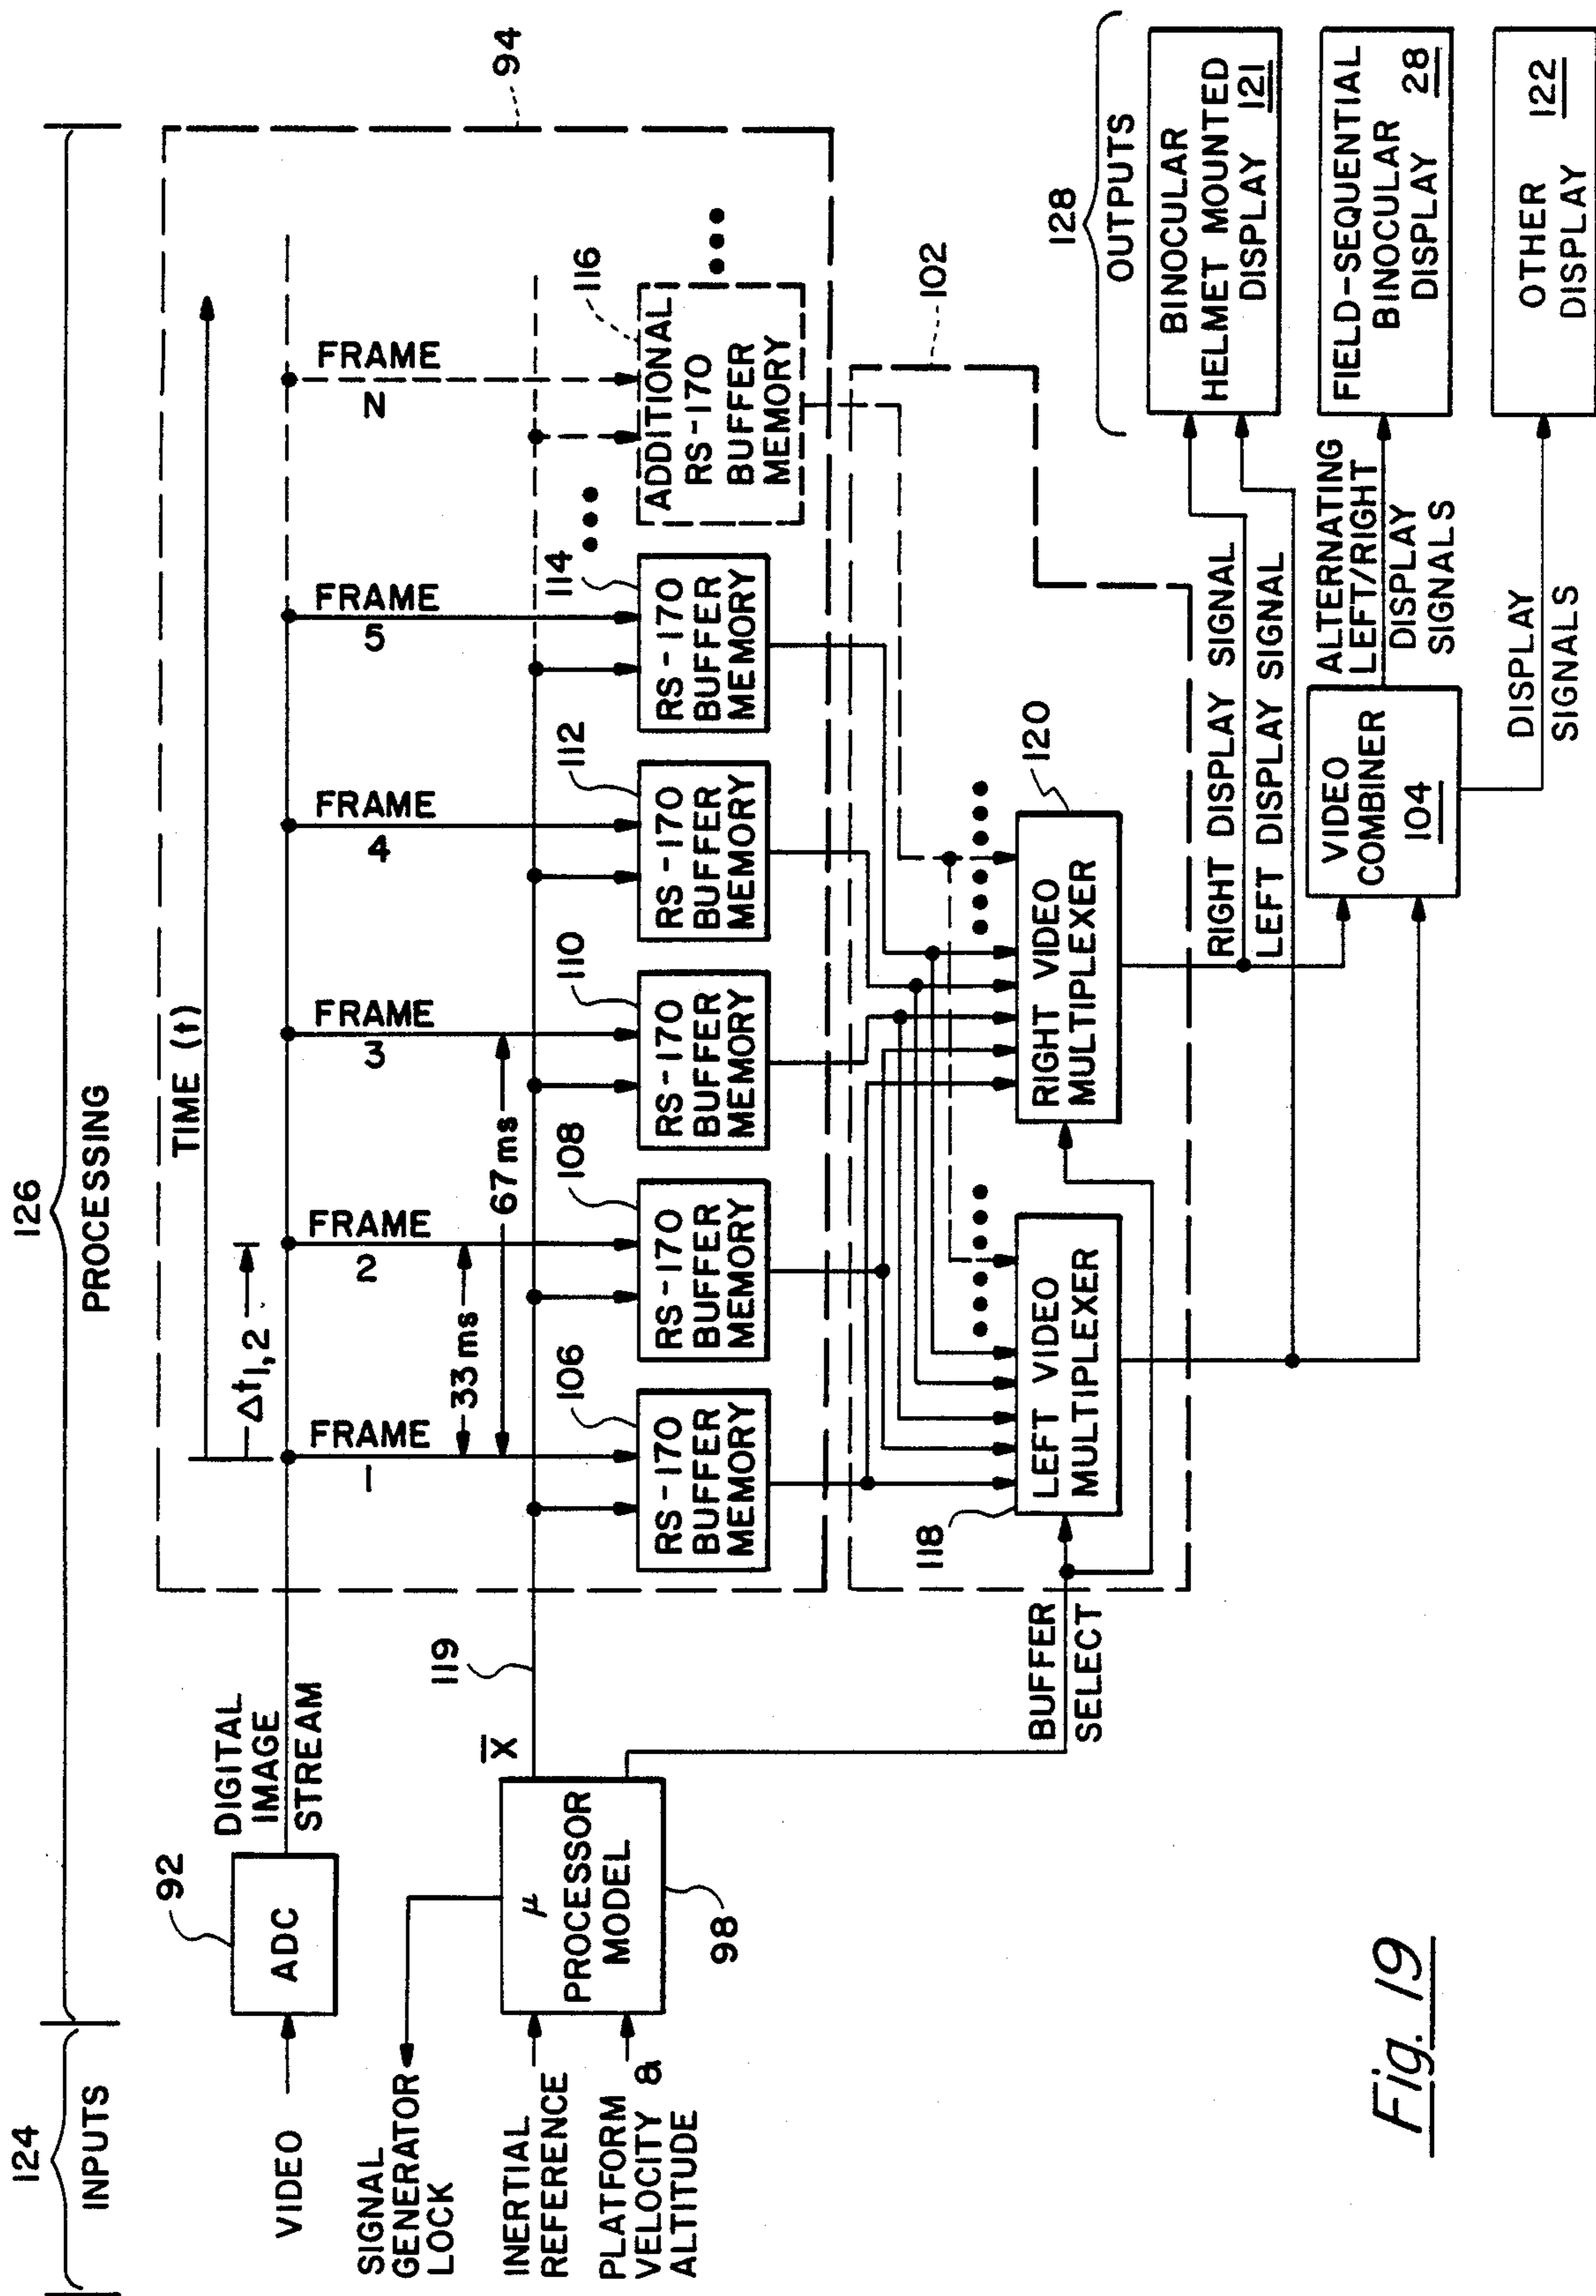 124
INPUTS
126
PROCESSING
VIDEO
92
ADC
DIGITAL
IMAGE
STREAM
TIME (t)
Δt1,2
FRAME
1
FRAME
2
FRAME
3
FRAME
4
FRAME
5
FRAME
N
94
33ms
67ms
SIGNAL
GENERATOR
LOCK
INERTIAL
REFERENCE
PLATFORM
VELOCITY &
ALTITUDE
μ
PROCESSOR
MODEL
98
X̄
119
106
RS-170
BUFFER
MEMORY
108
RS-170
BUFFER
MEMORY
110
RS-170
BUFFER
MEMORY
112
RS-170
BUFFER
MEMORY
114
RS-170
BUFFER
MEMORY
116
ADDITIONAL
RS-170
BUFFER
MEMORY
102
BUFFER
SELECT
118
LEFT VIDEO
MULTIPLEXER
120
RIGHT VIDEO
MULTIPLEXER
RIGHT DISPLAY SIGNAL
LEFT DISPLAY SIGNAL
VIDEO
COMBINER
104
ALTERNATING
LEFT/RIGHT
DISPLAY
SIGNALS
DISPLAY
SIGNALS
128
OUTPUTS
BINOCULAR
HELMET MOUNTED
DISPLAY 121
FIELD-SEQUENTIAL
BINOCULAR
DISPLAY 28
OTHER
DISPLAY 122
Fig. 19